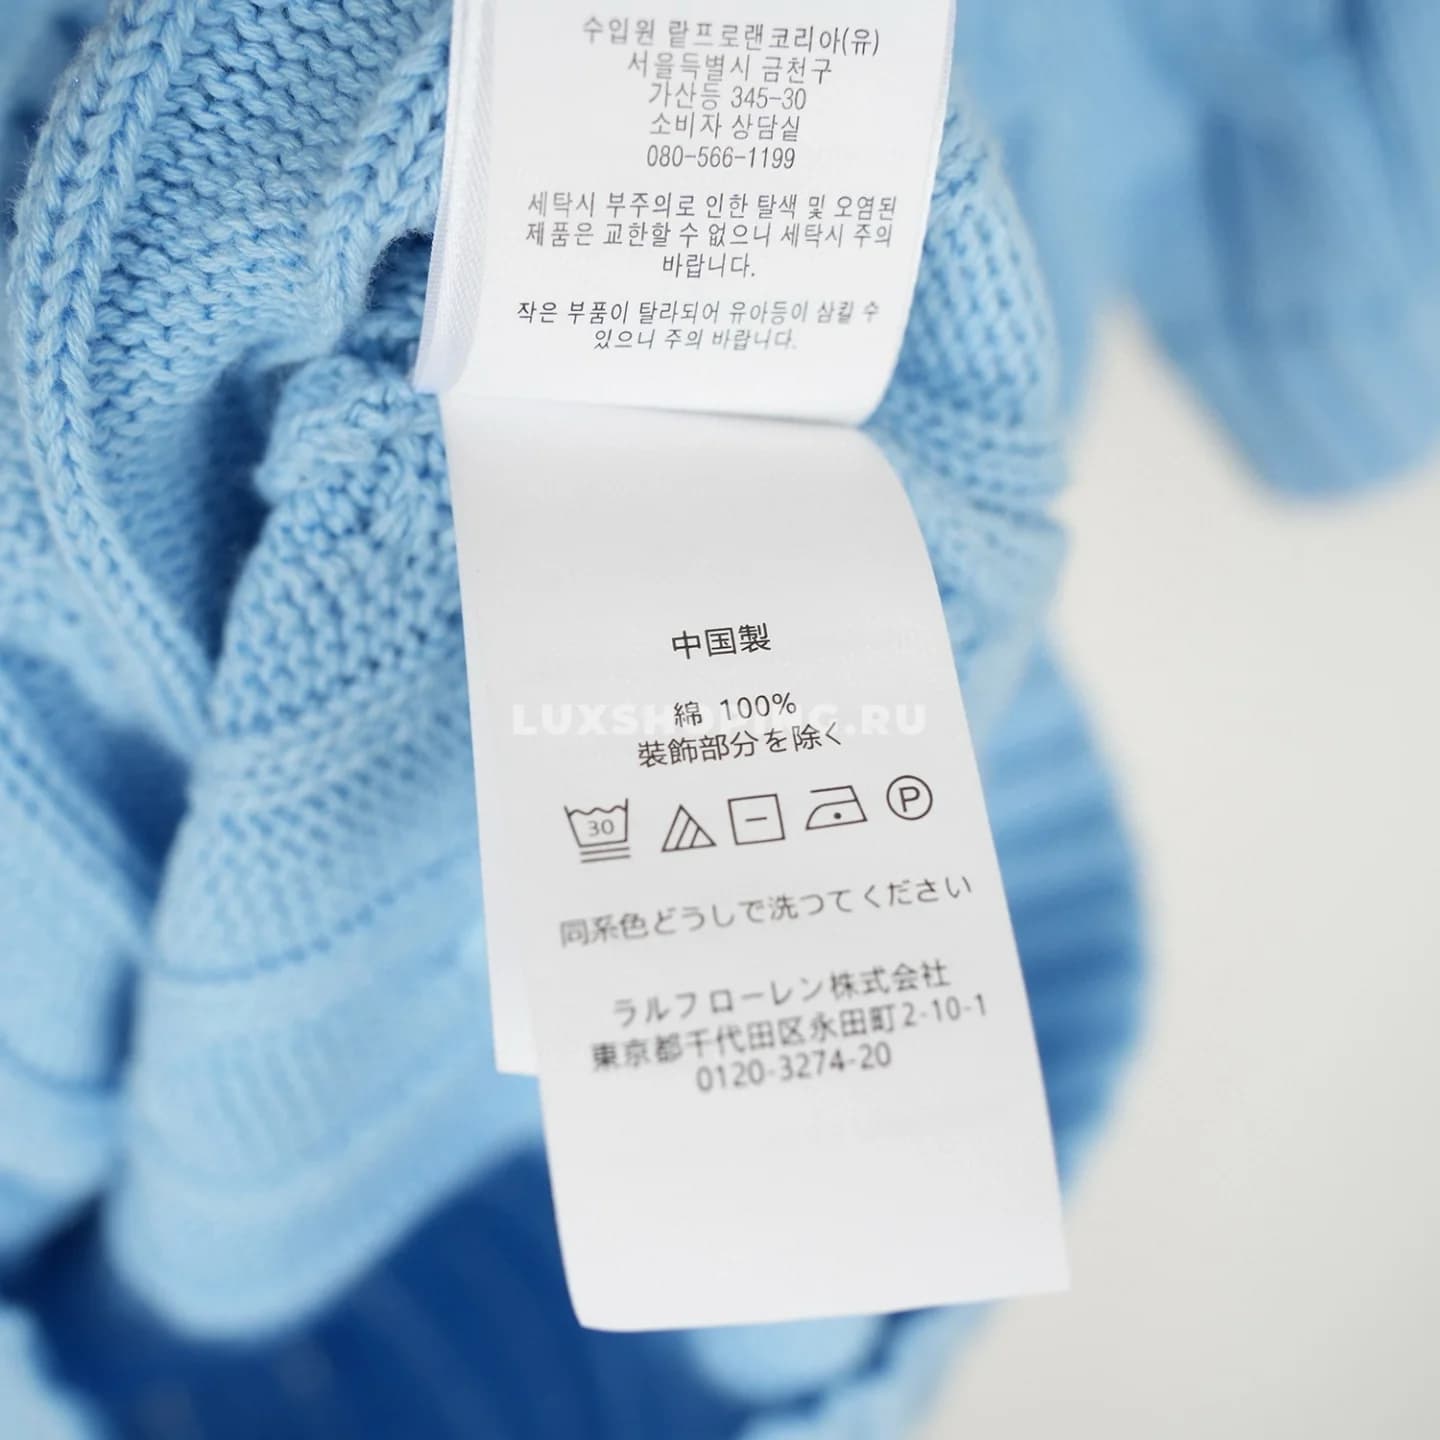 수입원 랄프로랜코리아(유)
서울득별시 금천구
가산등 345-30
소비자 상담실
080-566-1199
세탁시 부주의로 인한 탈색 및 오염된
제품은 교한할 수 없으니 세탁시 주의
바랍니다.
작은 부품이 탈라되어 유아등이 삼킬 수
있으니 주의 바랍니다.
中国製
綿 100%
LUXSHOPING.RU
装飾部分を除く
30
P
同系色どうしで洗つてください
ラルフ ローレン株式会社
東京都千代田区永田町2-10-1
0120-3274-20